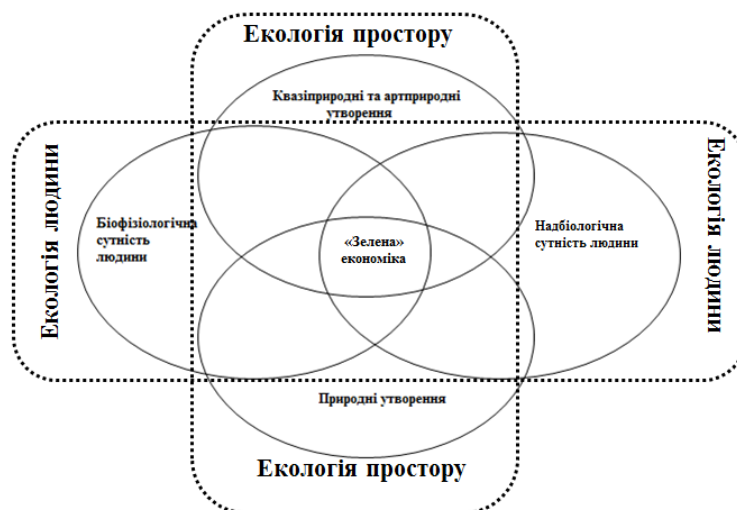 Екологія простору
Квазіприродні та артприродні
утворення
Екологія людини
Біофізіологічна
сутність
людини
«Зелена»
економіка
Надбіологічна
сутність людини
Екологія людини
Природні утворення
Екологія простору